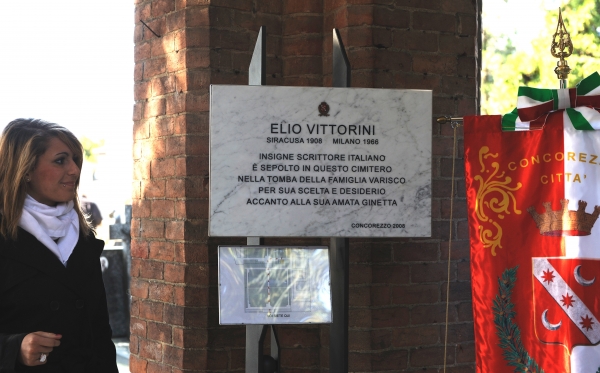 ELIO VITTORINI
SIRACUSA 1908 MILANO 1966
INSIGNE SCRITTORE ITALIANO
È SEPOLTO IN QUESTO CIMITERO
NELLA TOMBA DELLA FAMIGLIA VARISCO
PER SUA SCELTA E DESIDERIO
ACCANTO ALLA SUA AMATA GINETTA
CONCOREZZO 2008
CONCOREZZO
CITTA'